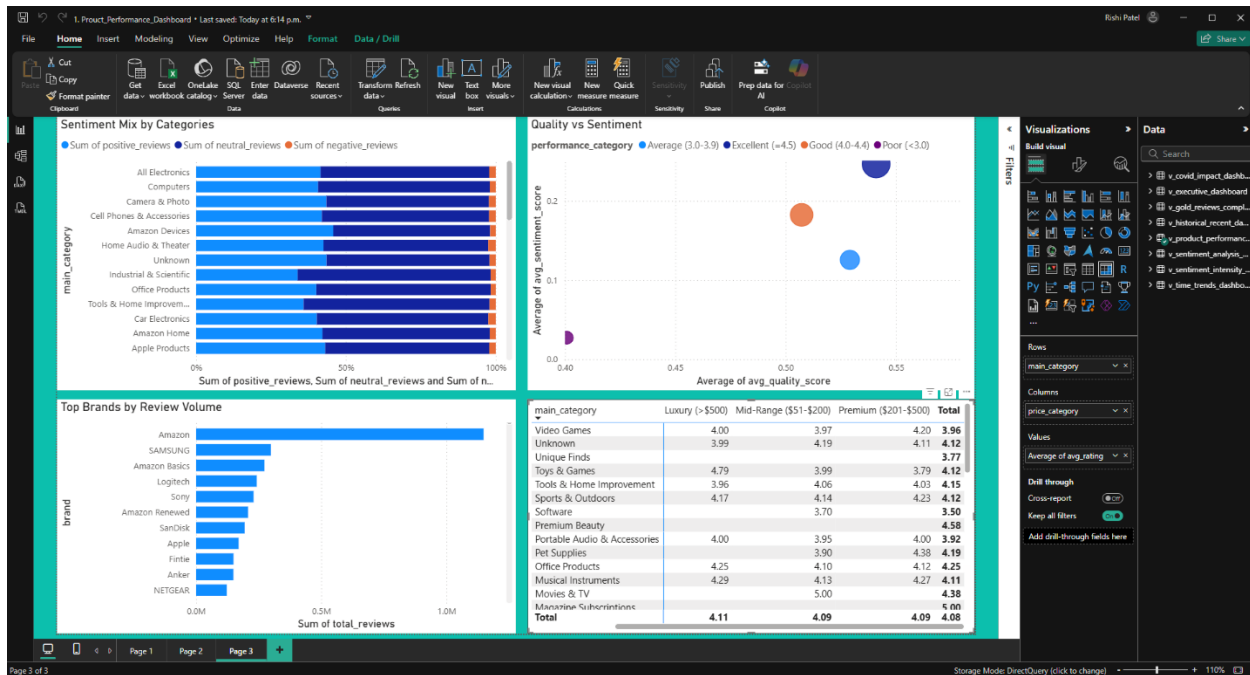 1. Prouct_Performance_Dashboard • Last saved: Today at 6:14 p.m.
Rishi Patel
File Home Insert Modeling View Optimize Help Format Data / Drill
Share
Paste
Cut
Copy
Format painter
Clipboard
Get data
Excel workbook
OneLake catalog
SQL Server
Enter data
Dataverse
Recent sources
Data
Transform data
Refresh
Queries
New visual
Text box
More visuals
Insert
New visual calculation
New measure
Quick measure
Calculations
Sensitivity
Sensitivity
Publish
Share
Prep data for AI
Copilot
Copilot
Sentiment Mix by Categories
Sum of positive_reviews Sum of neutral_reviews Sum of negative_reviews
main_category
All Electronics
Computers
Camera & Photo
Cell Phones & Accessories
Amazon Devices
Home Audio & Theater
Unknown
Industrial & Scientific
Office Products
Tools & Home Improvem...
Car Electronics
Amazon Home
Apple Products
0% 50% 100%
Sum of positive_reviews, Sum of neutral_reviews and Sum of n...
Quality vs Sentiment
performance_category Average (3.0-3.9) Excellent (=4.5) Good (4.0-4.4) Poor (<3.0)
Average of avg_sentiment_score
0.2
0.1
0.0
0.40 0.45 0.50 0.55
Average of avg_quality_score
Top Brands by Review Volume
brand
Amazon
SAMSUNG
Amazon Basics
Logitech
Sony
Amazon Renewed
SanDisk
Apple
Fintie
Anker
NETGEAR
0.0M 0.5M 1.0M
Sum of total_reviews
main_category Luxury (>$500) Mid-Range ($51-$200) Premium ($201-$500) Total
Video Games 4.00 3.97 4.20 3.96
Unknown 3.99 4.19 4.11 4.12
Unique Finds 3.77
Toys & Games 4.79 3.99 3.79 4.12
Tools & Home Improvement 3.96 4.06 4.03 4.15
Sports & Outdoors 4.17 4.14 4.23 4.12
Software 3.70 3.50
Premium Beauty 4.58
Portable Audio & Accessories 4.00 3.95 4.00 3.92
Pet Supplies 3.90 4.38 4.19
Office Products 4.25 4.10 4.12 4.25
Musical Instruments 4.29 4.13 4.27 4.11
Movies & TV 5.00 4.38
Magazine Subscriptions 5.00
Total 4.11 4.09 4.09 4.08
Filters
Visualizations
Build visual
R
Py
...
Rows
main_category
Columns
price_category
Values
Average of avg_rating
Drill through
Cross-report Off
Keep all filters On
Add drill-through fields here
Data
Search
v_covid_impact_dashb...
v_executive_dashboard
v_gold_reviews_compl...
v_historical_recent_da...
v_product_performanc...
v_sentiment_analysis_...
v_sentiment_intensity_...
v_time_trends_dashbo...
Page 1 Page 2 Page 3 +
Page 3 of 3
Storage Mode: DirectQuery (click to change) - + 110%